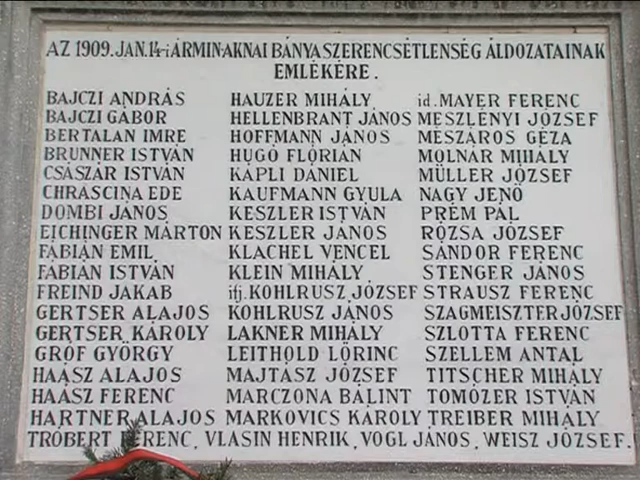 AZ 1909. JAN. 14-i ÁRMIN-AKNAI BÁNYASZERENCSÉTLENSÉG ÁLDOZATAINAK
EMLÉKÉRE.
BAJCZI ANDRÁS
BAJCZI GÁBOR
BERTALAN IMRE
BRUNNER ISTVÁN
CSÁSZÁR ISTVÁN
CHRASCINA EDE
DOMBI JÁNOS
EICHINGER MÁRTON
FÁBIÁN EMIL
FÁBIÁN ISTVÁN
FREIND JAKAB
GERTSER ALAJOS
GERTSER KÁROLY
GRÓF GYÖRGY
HAÁSZ ALAJOS
HAÁSZ FERENC
HARTNER ALAJOS
HAUZER MIHÁLY
HELLENBRANT JÁNOS
HOFFMANN JÁNOS
HUGÓ FLÓRIÁN
KÁPLI DÁNIEL
KAUFMANN GYULA
KESZLER ISTVÁN
KESZLER JÁNOS
KLACHEL VENCEL
KLEIN MIHÁLY
ifj. KOHLRUSZ JÓZSEF
KOHLRUSZ JÁNOS
LAKNER MIHÁLY
LEITHOLD LŐRINC
MAJTÁSZ JÓZSEF
MARCZONA BÁLINT
MARKOVICS KÁROLY
id. MAYER FERENC
MESZLÉNYI JÓZSEF
MÉSZÁROS GÉZA
MOLNÁR MIHÁLY
MÜLLER JÓZSEF
NAGY JENŐ
PRÉM PÁL
RÓZSA JÓZSEF
SÁNDOR FERENC
STENGER JÁNOS
STRAUSZ FERENC
SZAGMEISZTER JÓZSEF
SZLOTTA FERENC
SZELLEM ANTAL
TITSCHER MIHÁLY
TOMÓZER ISTVÁN
TREIBER MIHÁLY
TRÓBERT FERENC, VLASIN HENRIK, VOGL JÁNOS, WEISZ JÓZSEF.